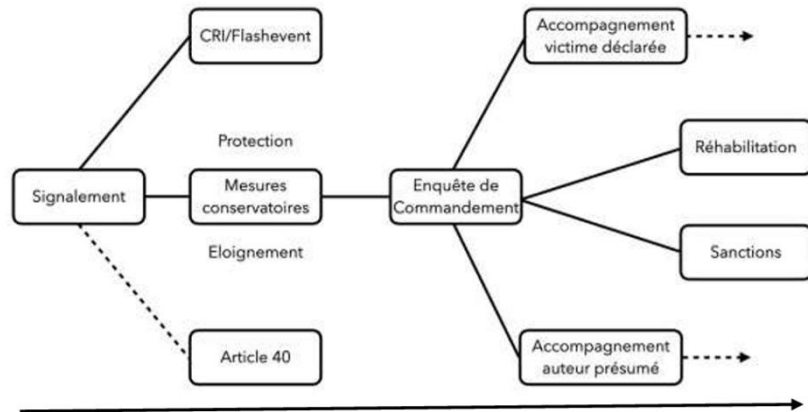 CRI/Flashevent
Accompagnement
victime déclarée
Protection
Réhabilitation
Signalement
Mesures
conservatoires
Enquête de
Commandement
Eloignement
Sanctions
Article 40
Accompagnement
auteur présumé